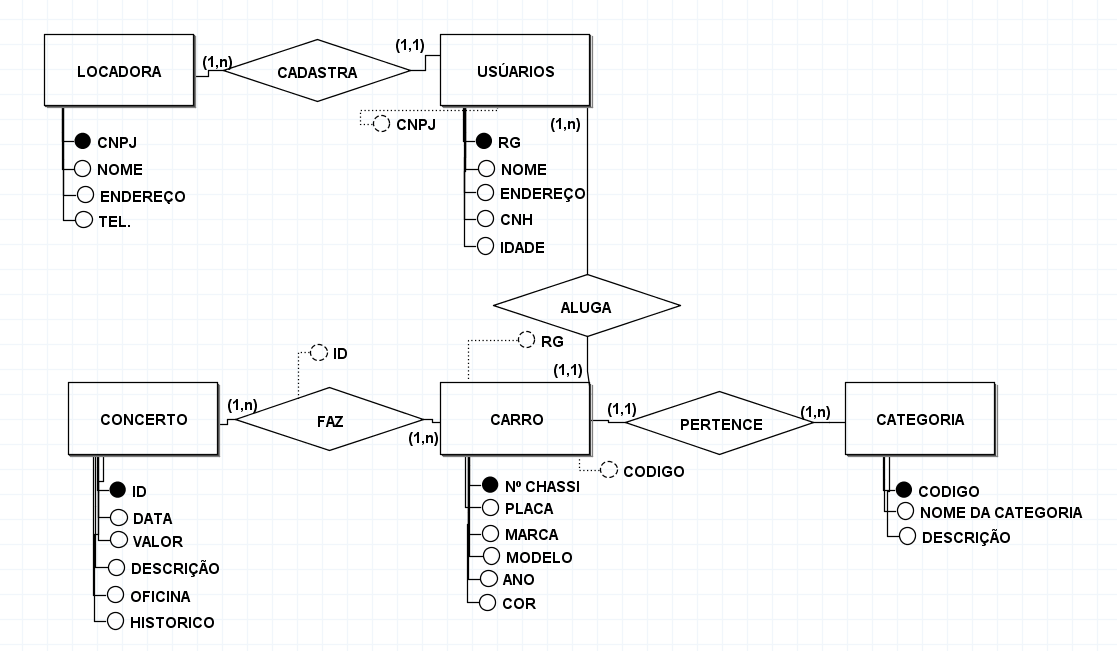 LOCADORA
(1,n)
CADASTRA
(1,1)
USÚARIOS
CNPJ
NOME
ENDEREÇO
TEL.
CNPJ
RG
NOME
ENDEREÇO
CNH
IDADE
(1,n)
ALUGA
RG
(1,1)
ID
CONCERTO
(1,n)
FAZ
(1,n)
CARRO
(1,1)
PERTENCE
(1,n)
CATEGORIA
CODIGO
ID
DATA
VALOR
DESCRIÇÃO
OFICINA
HISTORICO
Nº CHASSI
PLACA
MARCA
MODELO
ANO
COR
CODIGO
NOME DA CATEGORIA
DESCRIÇÃO